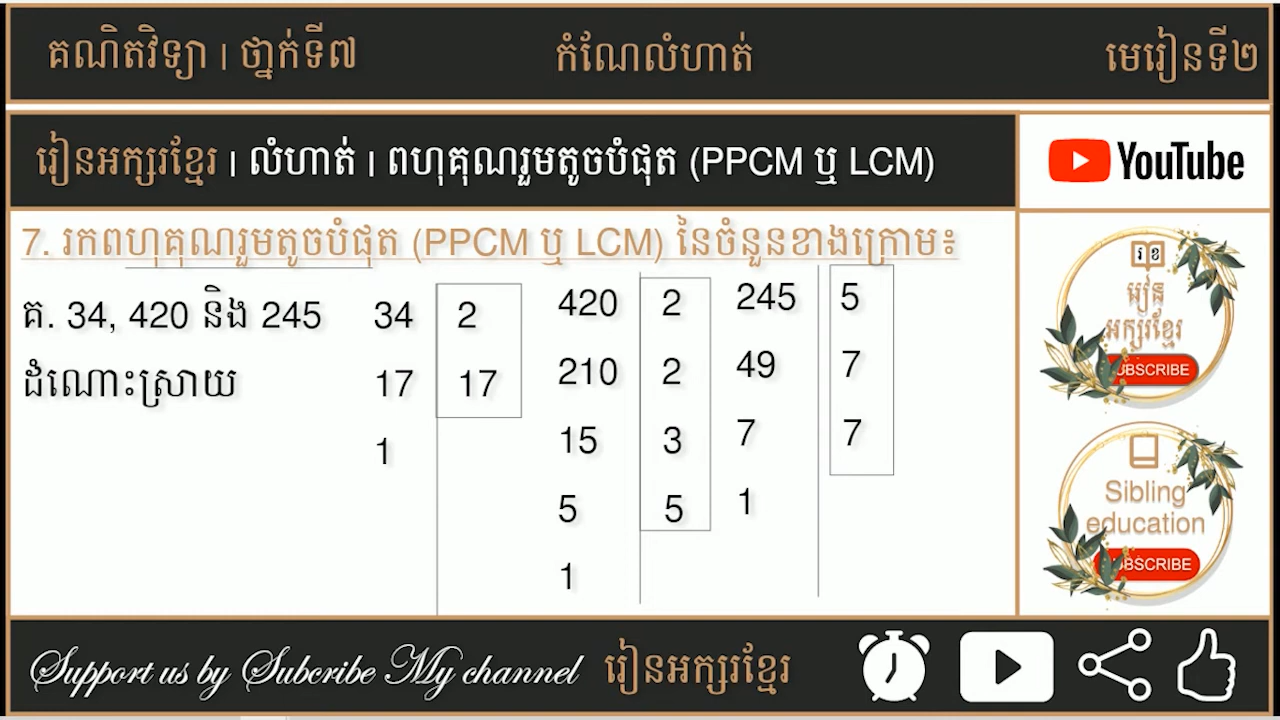 គណិតវិទ្យា | ថ្នាក់ទី៧ កំណែលំហាត់ មេរៀនទី២
រៀនអក្សរខ្មែរ | លំហាត់ | ពហុគុណរួមតូចបំផុត (PPCM ឬ LCM)
YouTube
7. រកពហុគុណរួមតូចបំផុត (PPCM ឬ LCM) នៃចំនួនខាងក្រោម៖
គ. 34, 420 និង 245 34 2 420 2 245 5
ដំណោះស្រាយ 17 17 210 2 49 7
1 15 3 7 7
5 5 1
1
រ ខ
រៀន
អក្សរខ្មែរ
SUBSCRIBE
Sibling
education
SUBSCRIBE
Support us by Subcribe My channel រៀនអក្សរខ្មែរ